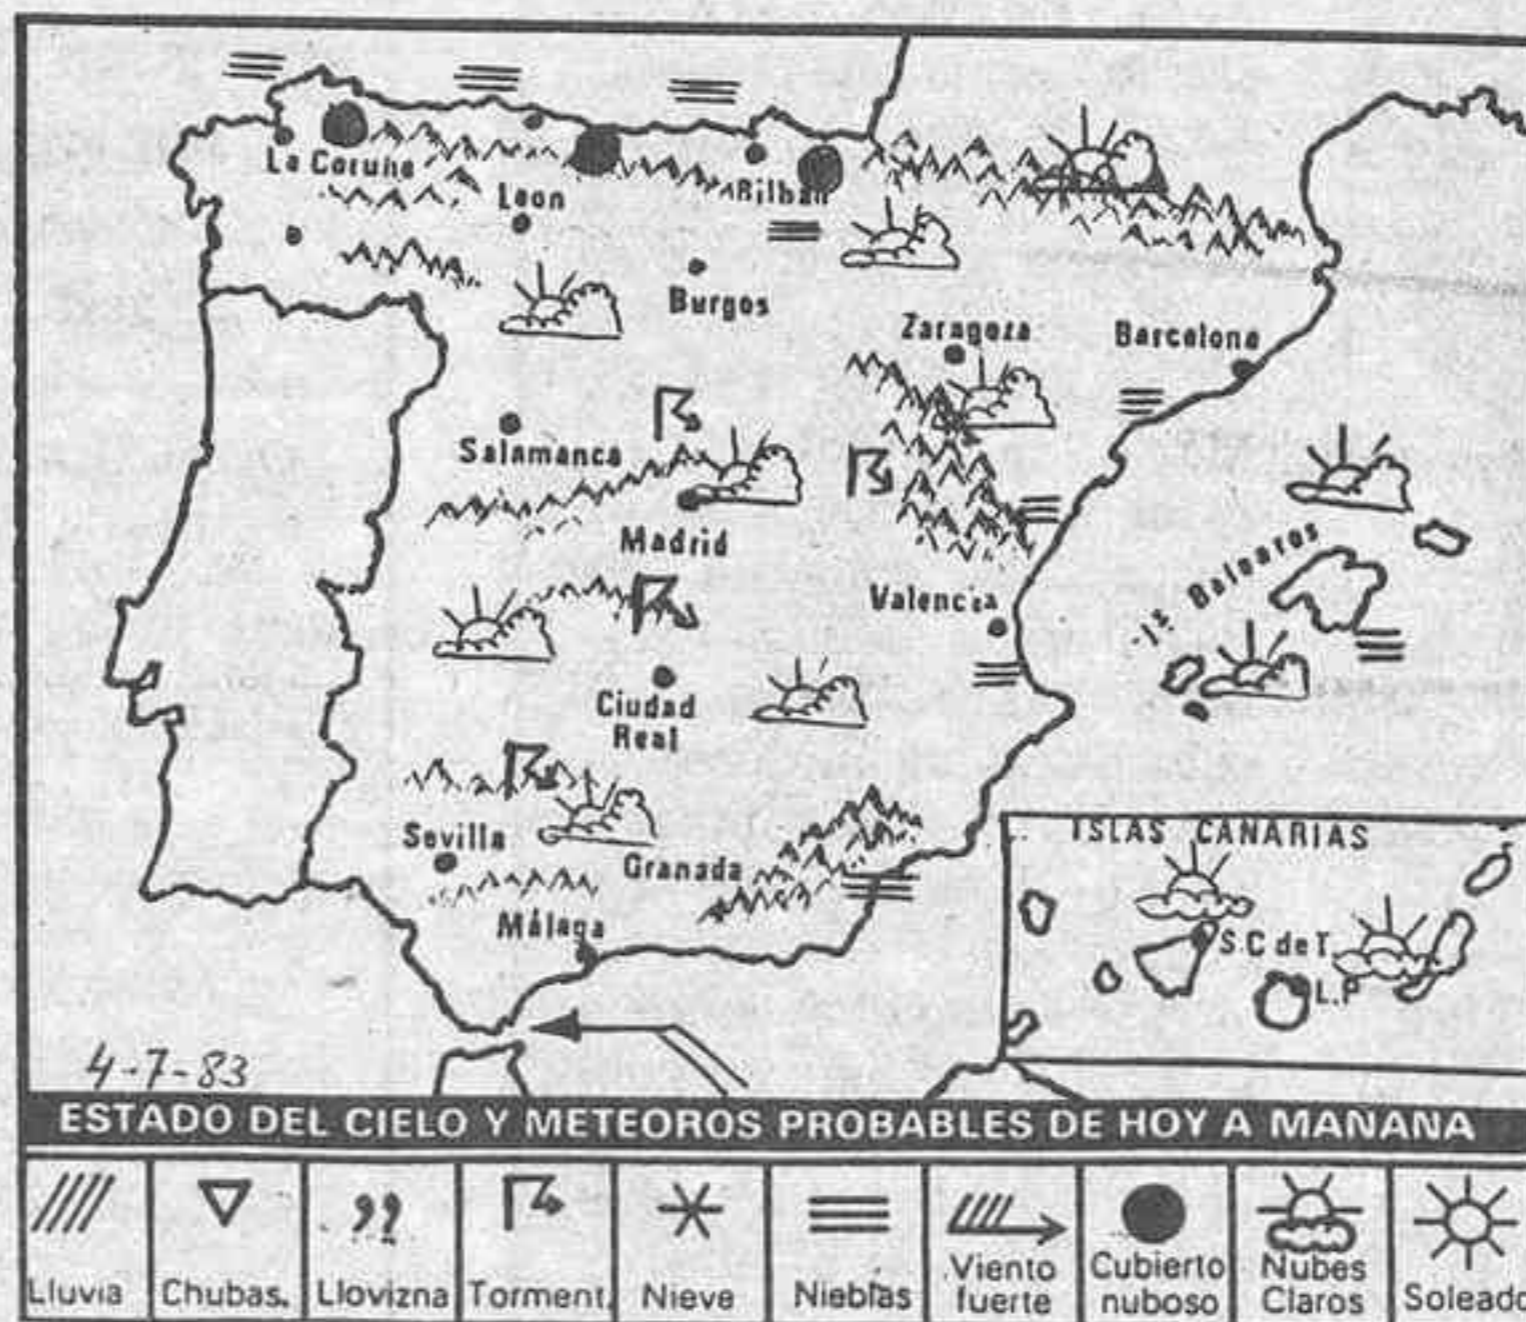 La Coruña
Leon
Bilbao
Burgos
Zaragoza
Barcelona
Salamanca
Madrid
Valencia
Is Baleares
Ciudad
Real
Sevilla
Granada
Málaga
ISLAS CANARIAS
S.C de T.
L.P
4-7-83
ESTADO DEL CIELO Y METEOROS PROBABLES DE HOY A MAÑANA
Lluvia
Chubas.
Llovizna
Torment.
Nieve
Nieblas
Viento
fuerte
Cubierto
nuboso
Nubes
Claros
Soleado